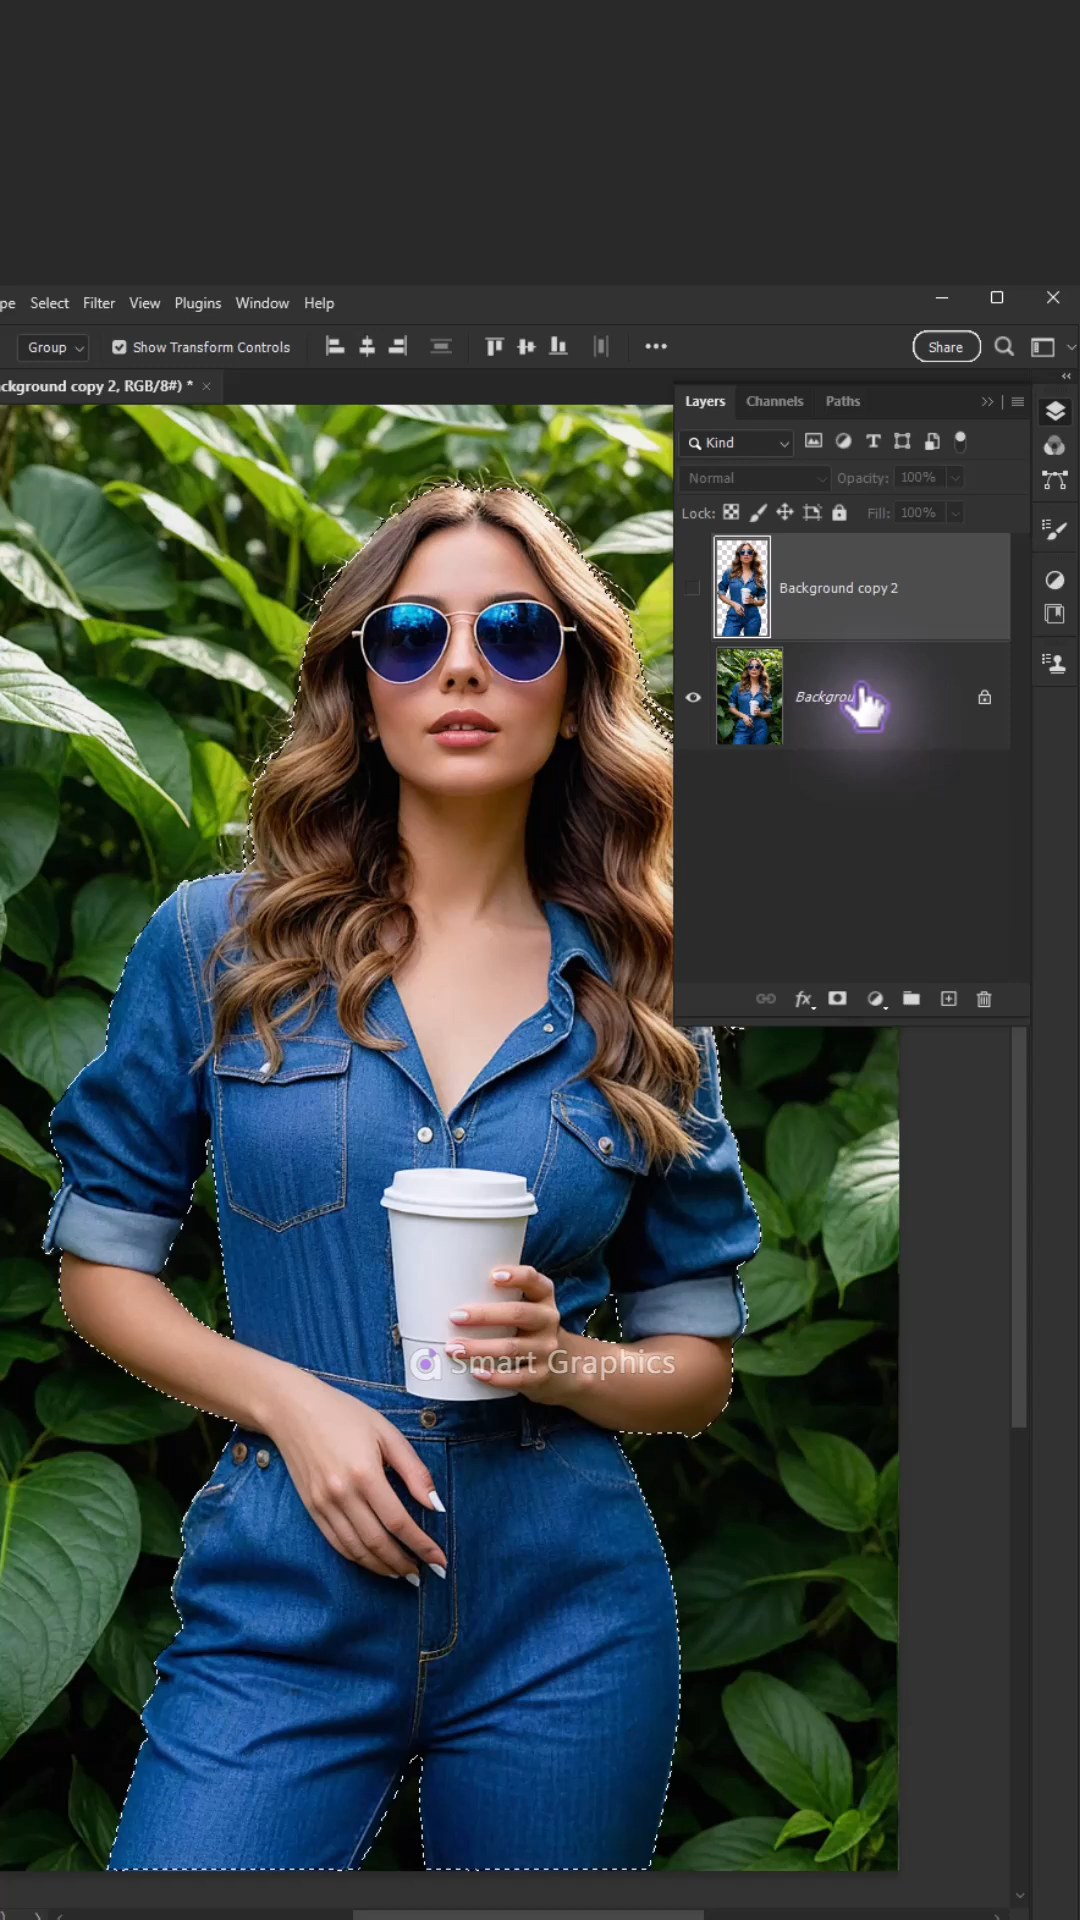 pe Select Filter View Plugins Window Help
Group Show Transform Controls Share
ckground copy 2, RGB/8#) *
Layers Channels Paths
Kind
Normal Opacity: 100%
Lock: Fill: 100%
Background copy 2
Backgrou
fx
Smart Graphics